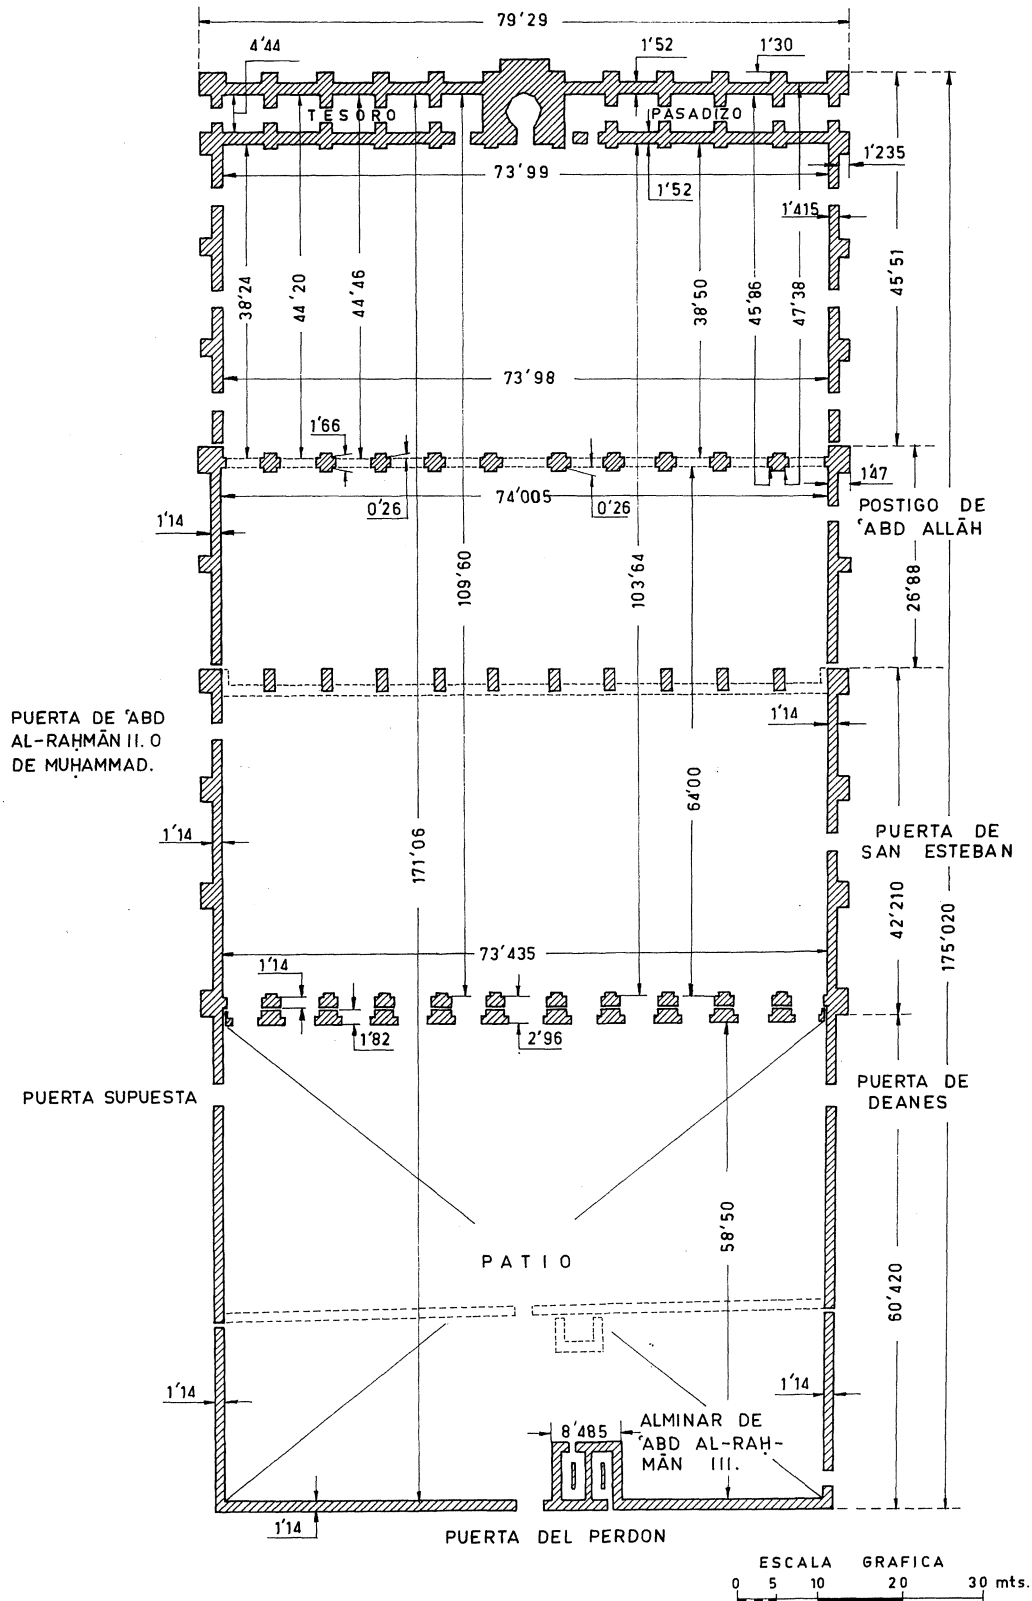 79'29
4'44
1'52
1'30
TESORO
PASADIZO
73'99
1'52
1'235
1'415
38'24
44'20
44'46
38'50
45'86
47'38
45'51
73'98
1'66
74'005
0'26
0'26
1'47
1'14
POSTIGO DE
ʿABD ALLĀH
109'60
103'64
26'88
PUERTA DE ʿABD
AL-RAḤMĀN II. O
DE MUḤAMMAD.
1'14
64'00
1'14
171'06
PUERTA DE
SAN ESTEBAN
42'210
175'020
73'435
1'14
1'82
2'96
PUERTA SUPUESTA
PUERTA DE
DEANES
58'50
PATIO
60'420
1'14
1'14
8'485
ALMINAR DE
ʿABD AL-RAḤ-
MĀN III.
1'14
PUERTA DEL PERDON
ESCALA GRAFICA
0 5 10 20 30 mts.